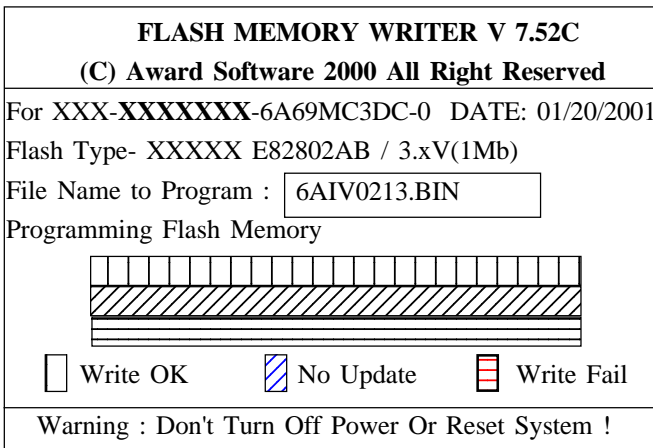 FLASH MEMORY WRITER V 7.52C
(C) Award Software 2000 All Right Reserved
For XXX-XXXXXXX-6A69MC3DC-0 DATE: 01/20/2001
Flash Type- XXXXX E82802AB / 3.xV(1Mb)
File Name to Program : 6AIV0213.BIN
Programming Flash Memory
Write OK No Update Write Fail
Warning : Don't Turn Off Power Or Reset System !